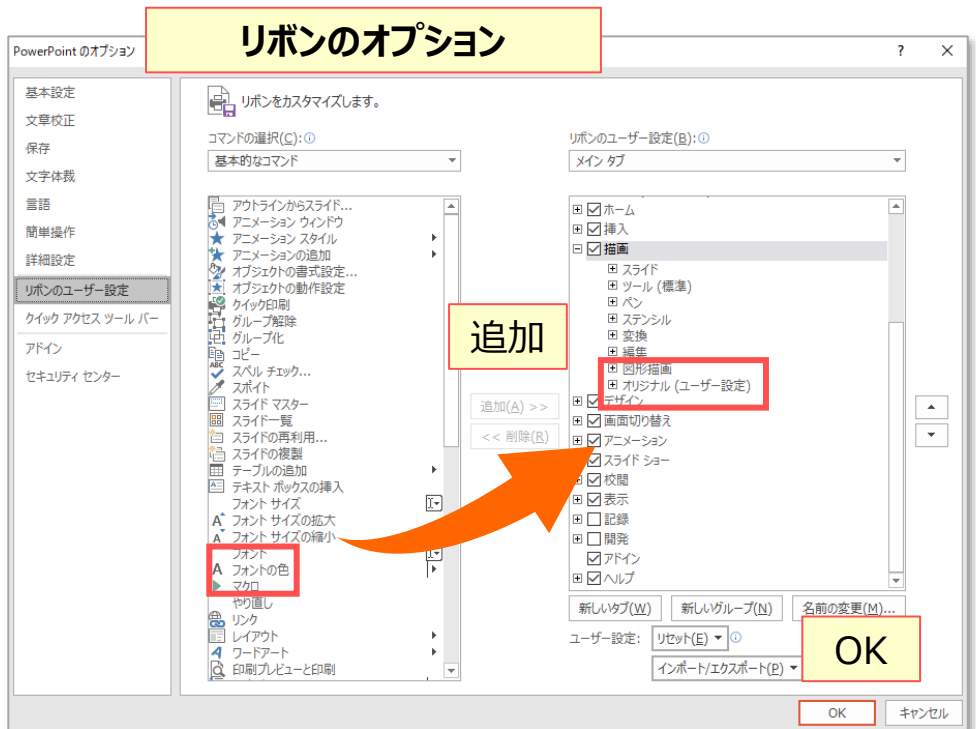 リボンのオプション
PowerPoint のオプション
?
×
基本設定
文章校正
保存
文字体裁
言語
簡単操作
詳細設定
リボンのユーザー設定
クイック アクセス ツール バー
アドイン
セキュリティ センター
リボンをカスタマイズします。
コマンドの選択(C):
基本的なコマンド
アウトラインからスライド...
アニメーション ウィンドウ
アニメーション スタイル
アニメーションの追加
オブジェクトの書式設定...
オブジェクトの動作設定
クイック印刷
グループ解除
グループ化
コピー
スペル チェック...
スポイト
スライド マスター
スライド一覧
スライドの再利用...
スライドの複製
テーブルの追加
テキスト ボックスの挿入
フォント サイズ
フォント サイズの拡大
フォント サイズの縮小
フォント
フォントの色
マクロ
やり直し
リンク
レイアウト
ワードアート
印刷プレビューと印刷
追加
追加(A) >>
<< 削除(R)
リボンのユーザー設定(B):
メイン タブ
ホーム
挿入
描画
スライド
ツール (標準)
ペン
ステンシル
変換
編集
図形描画
オリジナル (ユーザー設定)
デザイン
画面切り替え
アニメーション
スライド ショー
校閲
表示
記録
開発
アドイン
ヘルプ
新しいタブ(W)
新しいグループ(N)
名前の変更(M)...
ユーザー設定:
リセット(E)
インポート/エクスポート(P)
OK
OK
キャンセル